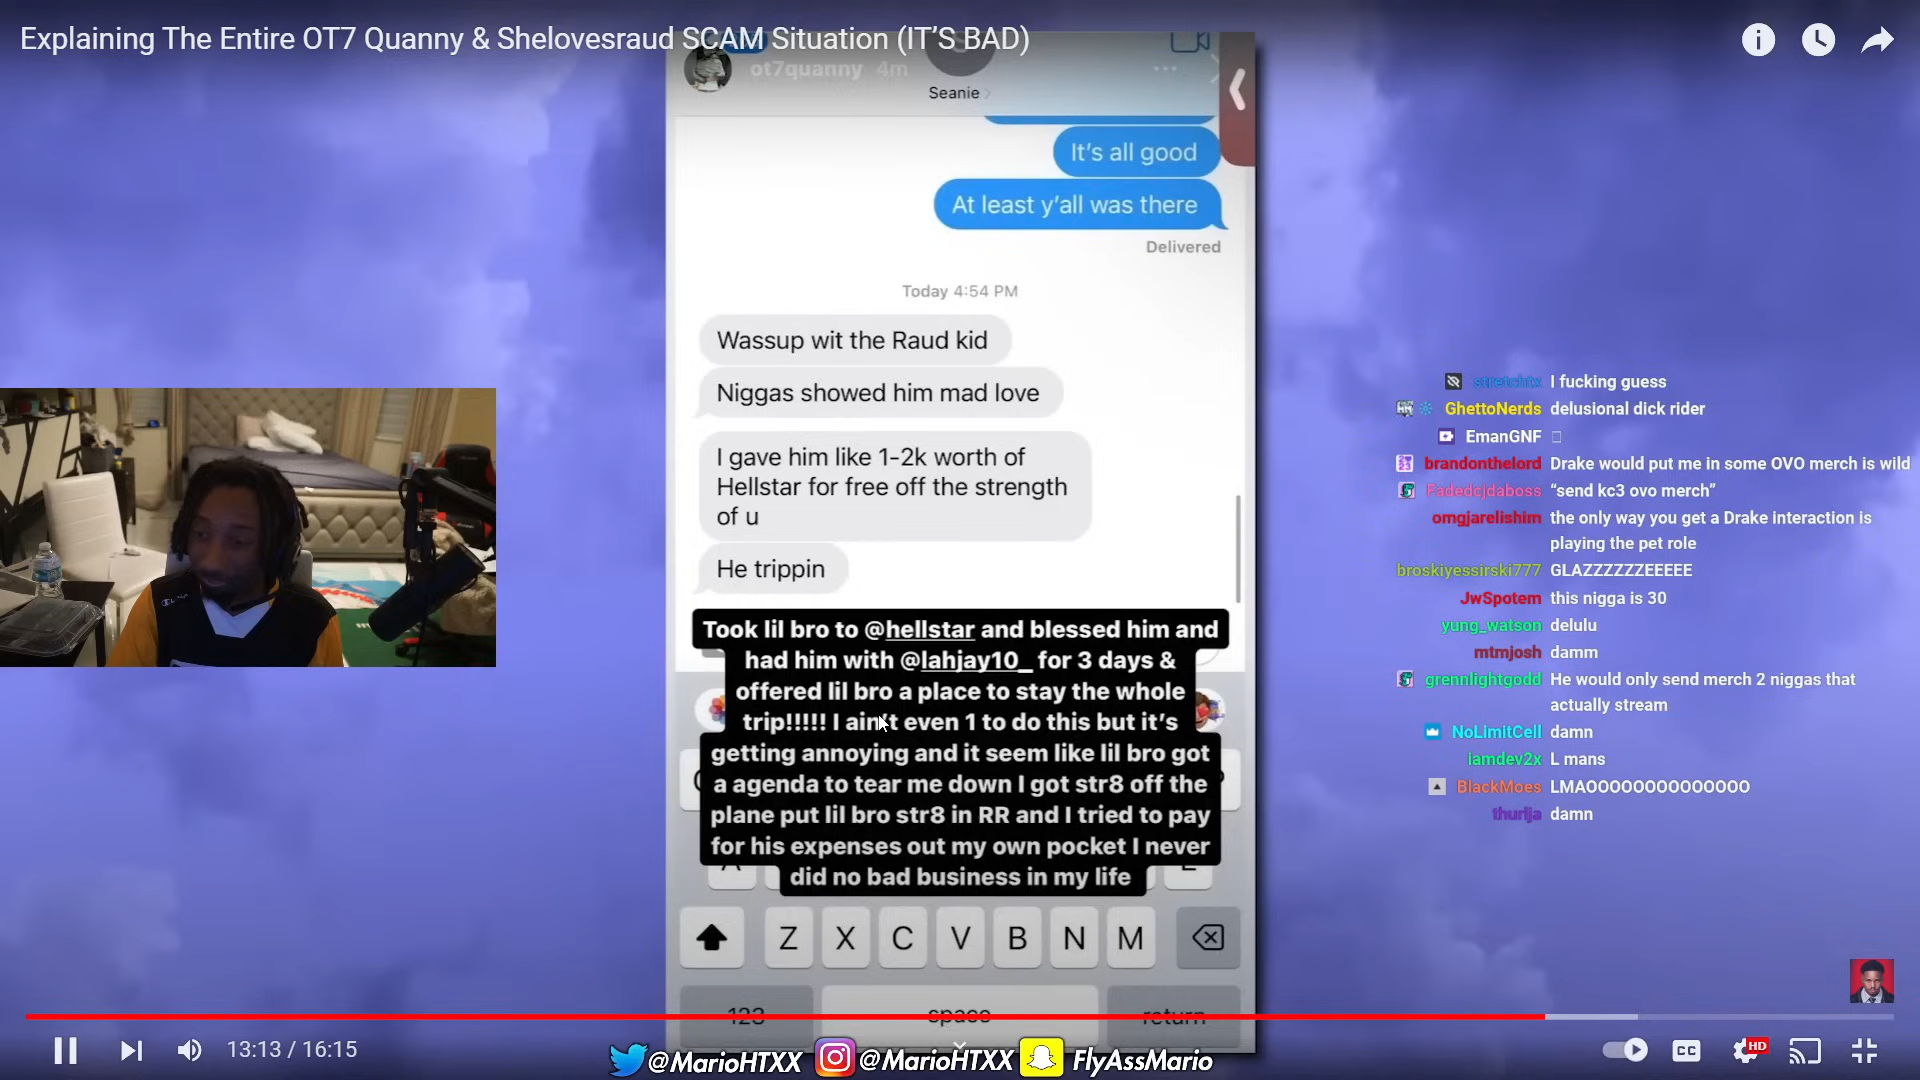 Explaining The Entire OT7 Quanny & Shelovesraud SCAM Situation (IT'S BAD)
ot7quanny 4m
Seanie
It's all good
At least y'all was there
Delivered
Today 4:54 PM
Wassup wit the Raud kid
Niggas showed him mad love
I gave him like 1-2k worth of
Hellstar for free off the strength
of u
He trippin
Took lil bro to @hellstar and blessed him and
had him with @lahjay10_ for 3 days &
offered lil bro a place to stay the whole
trip!!!!! I ain't even 1 to do this but it's
getting annoying and it seem like lil bro got
a agenda to tear me down I got str8 off the
plane put lil bro str8 in RR and I tried to pay
for his expenses out my own pocket I never
did no bad business in my life
Z X C V B N M
123 space return
stretchtx I fucking guess
GhettoNerds delusional dick rider
EmanGNF
brandonthelord Drake would put me in some OVO merch is wild
Fadedcjdaboss “send kc3 ovo merch”
omgjarelishim the only way you get a Drake interaction is
playing the pet role
broskiyessirski777 GLAZZZZZZEEEEE
JwSpotem this nigga is 30
yung_watson delulu
mtmjosh damm
grennlightgodd He would only send merch 2 niggas that
actually stream
NoLimitCell damn
Iamdev2x L mans
BlackMoes LMAOOOOOOOOOOOOOO
thurlja damn
13:13 / 16:15
@MarioHTXX @MarioHTXX FlyAssMario
CC HD